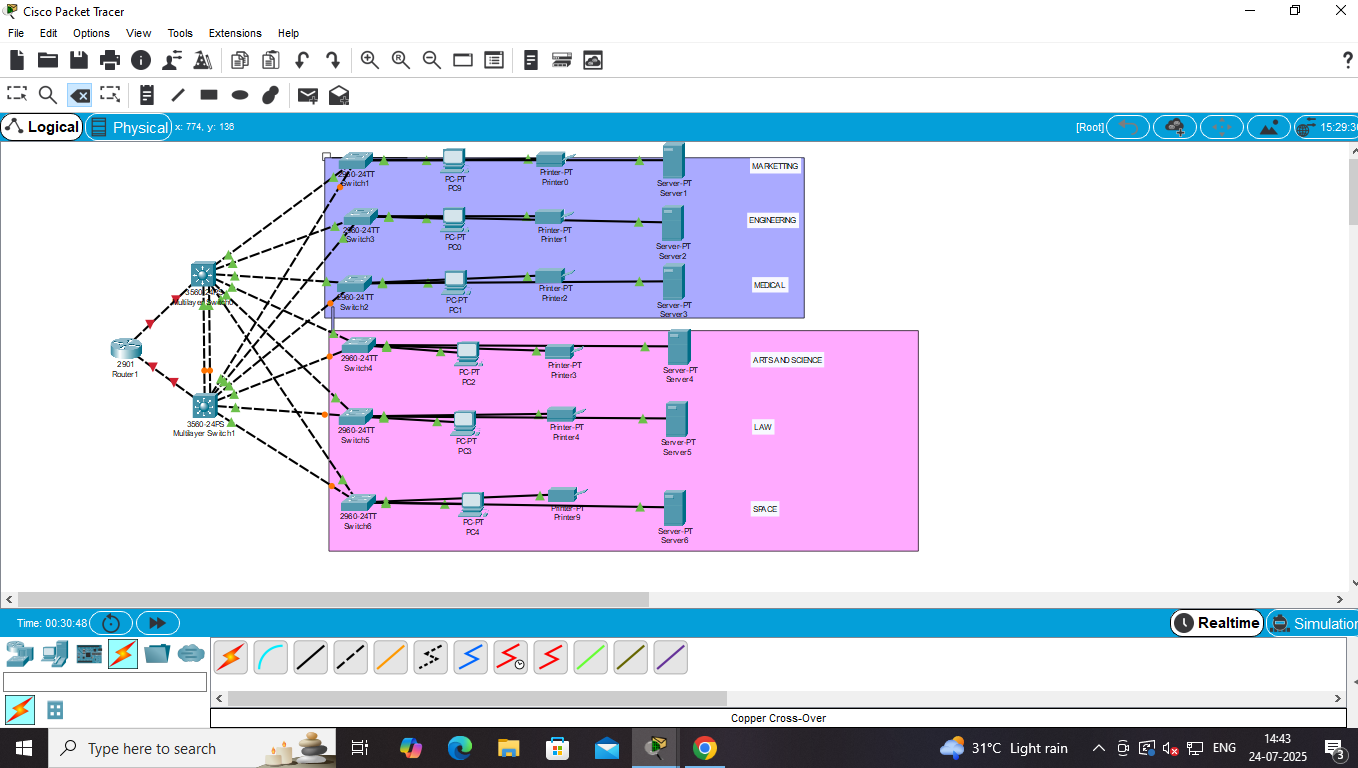 Cisco Packet Tracer
File Edit Options View Tools Extensions Help
Logical Physical x: 774, y: 136 [Root] 15:29:30
MARKETTING
2960-24TT
Switch1
PC-PT
PC9
Printer-PT
Printer0
Server-PT
Server1
ENGINEERING
2960-24TT
Switch3
PC-PT
PC0
Printer-PT
Printer1
Server-PT
Server2
MEDICAL
2960-24TT
Switch2
PC-PT
PC1
Printer-PT
Printer2
Server-PT
Server3
3560-24PS
Multilayer Switch0
2901
Router1
ARTS AND SCIENCE
2960-24TT
Switch4
PC-PT
PC2
Printer-PT
Printer3
Server-PT
Server4
3560-24PS
Multilayer Switch1
LAW
2960-24TT
Switch5
PC-PT
PC3
Printer-PT
Printer4
Server-PT
Server5
SPACE
2960-24TT
Switch6
PC-PT
PC4
Printer-PT
Printer9
Server-PT
Server6
Time: 00:30:48 Realtime Simulation
Copper Cross-Over
Type here to search
31°C Light rain ENG
14:43
24-07-2025
3